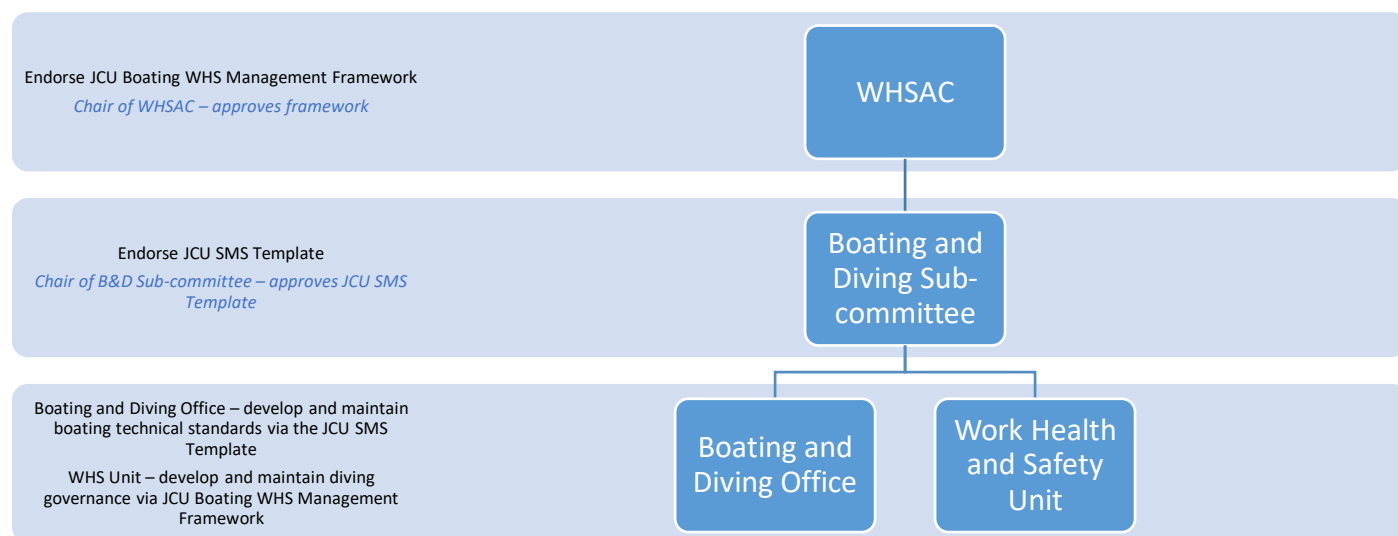 Endorse JCU Boating WHS Management Framework
Chair of WHSAC – approves framework
WHSAC
Endorse JCU SMS Template
Chair of B&D Sub-committee – approves JCU SMS
Template
Boating and
Diving Sub-
committee
Boating and Diving Office – develop and maintain
boating technical standards via the JCU SMS
Template
WHS Unit – develop and maintain diving
governance via JCU Boating WHS Management
Framework
Boating and
Diving Office
Work Health
and Safety
Unit